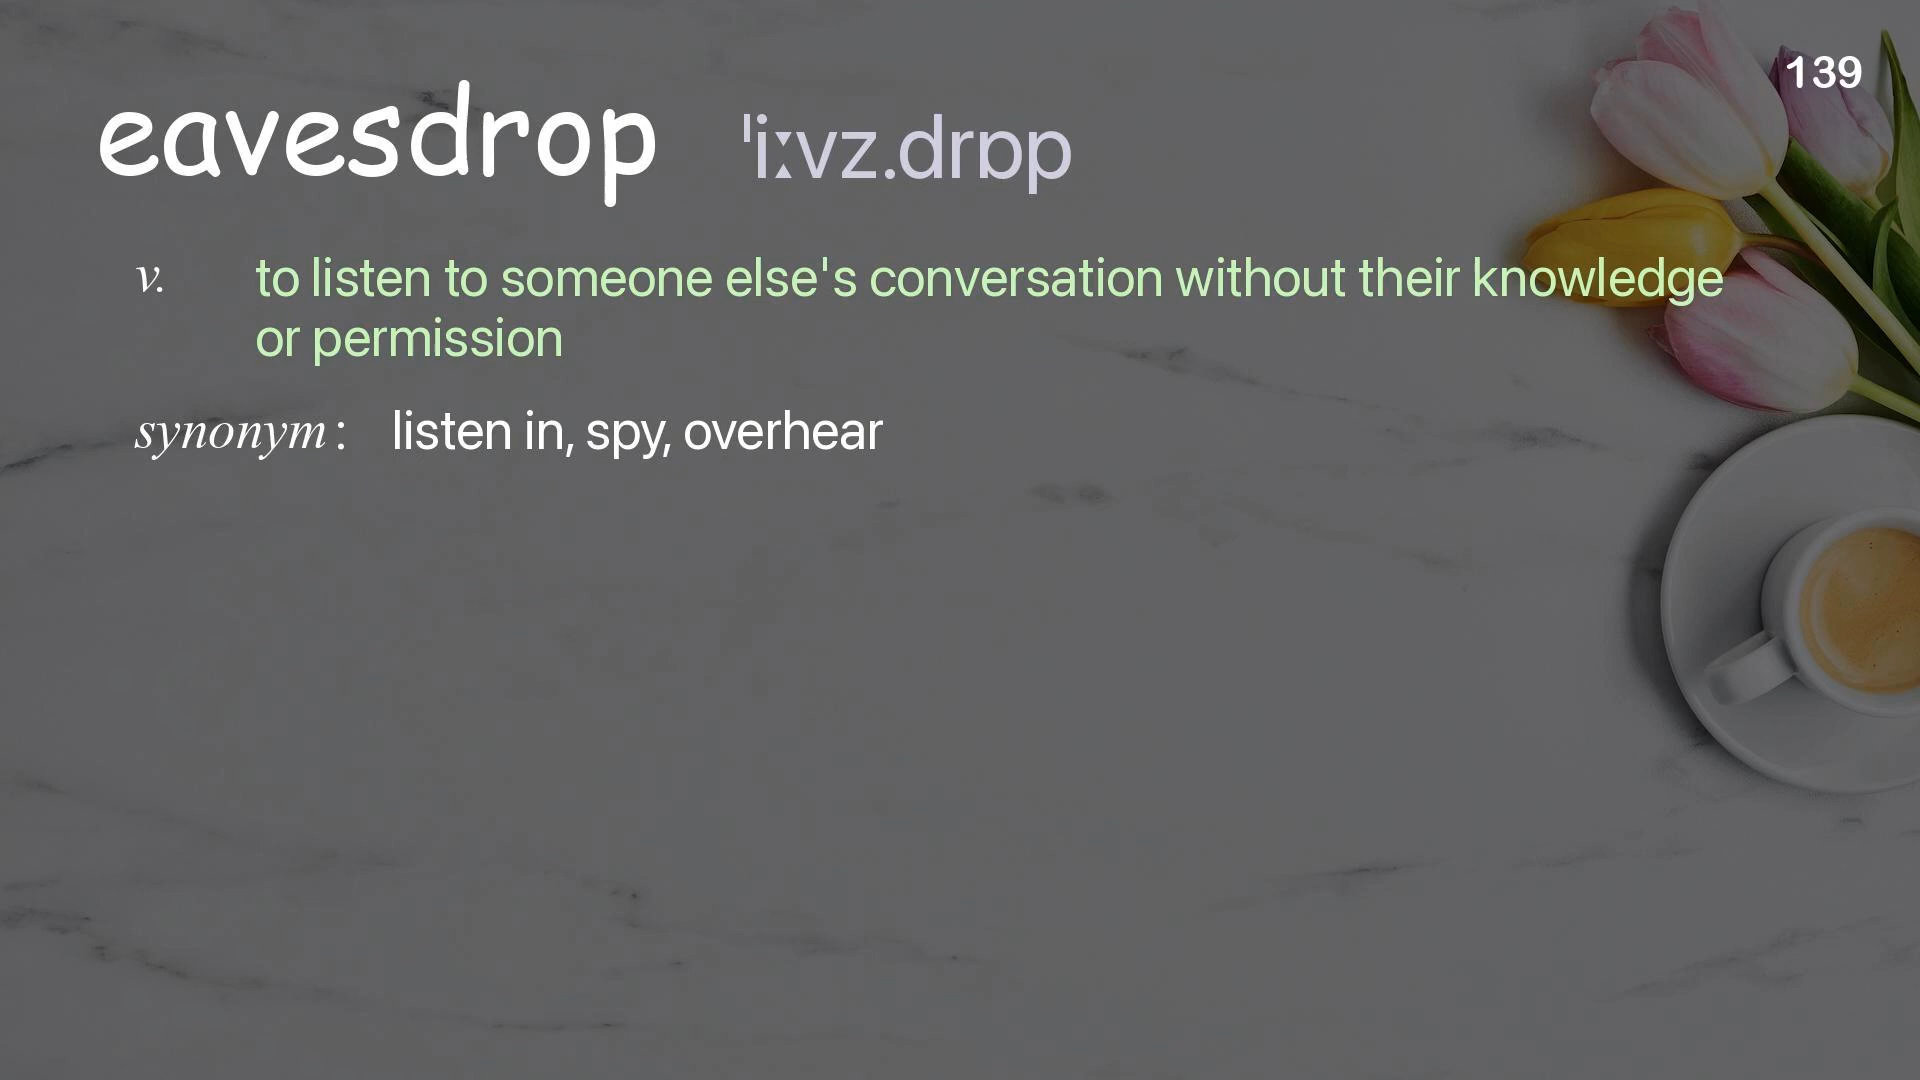 139
eavesdrop ˈiːvz.drɒp
v. to listen to someone else's conversation without their knowledge
or permission
synonym : listen in, spy, overhear